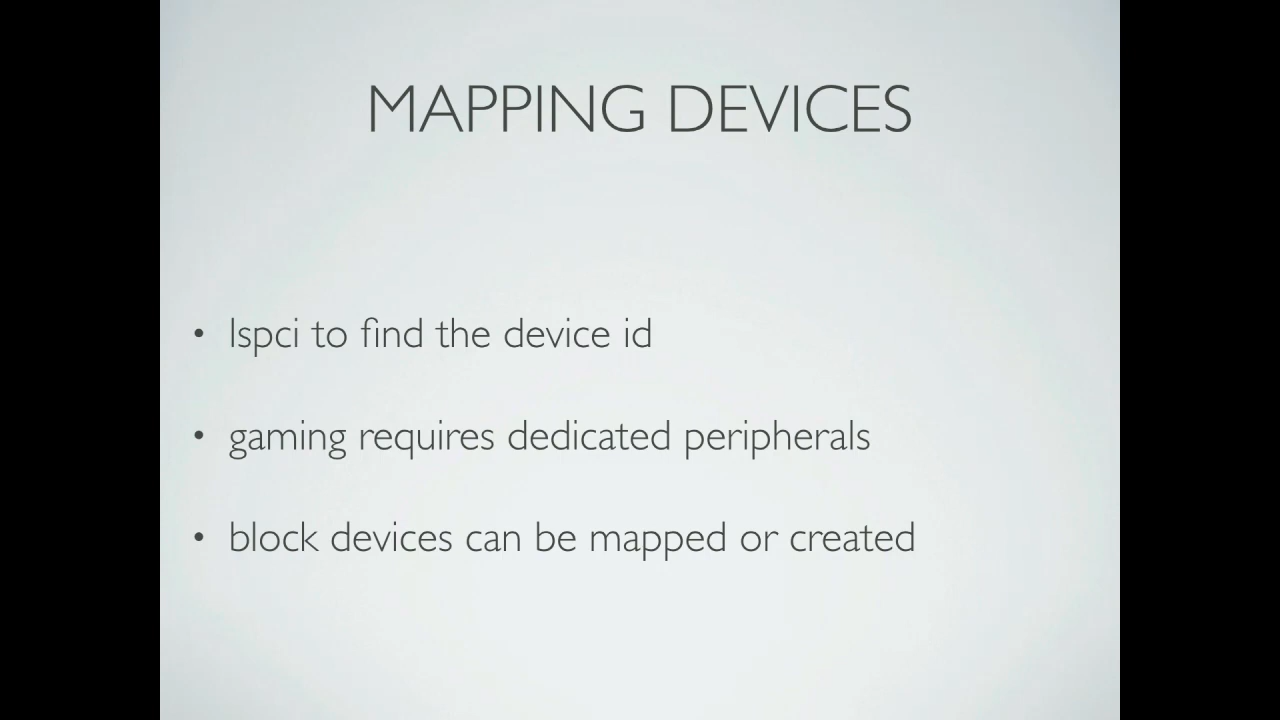 MAPPING DEVICES
• lspci to find the device id
• gaming requires dedicated peripherals
• block devices can be mapped or created